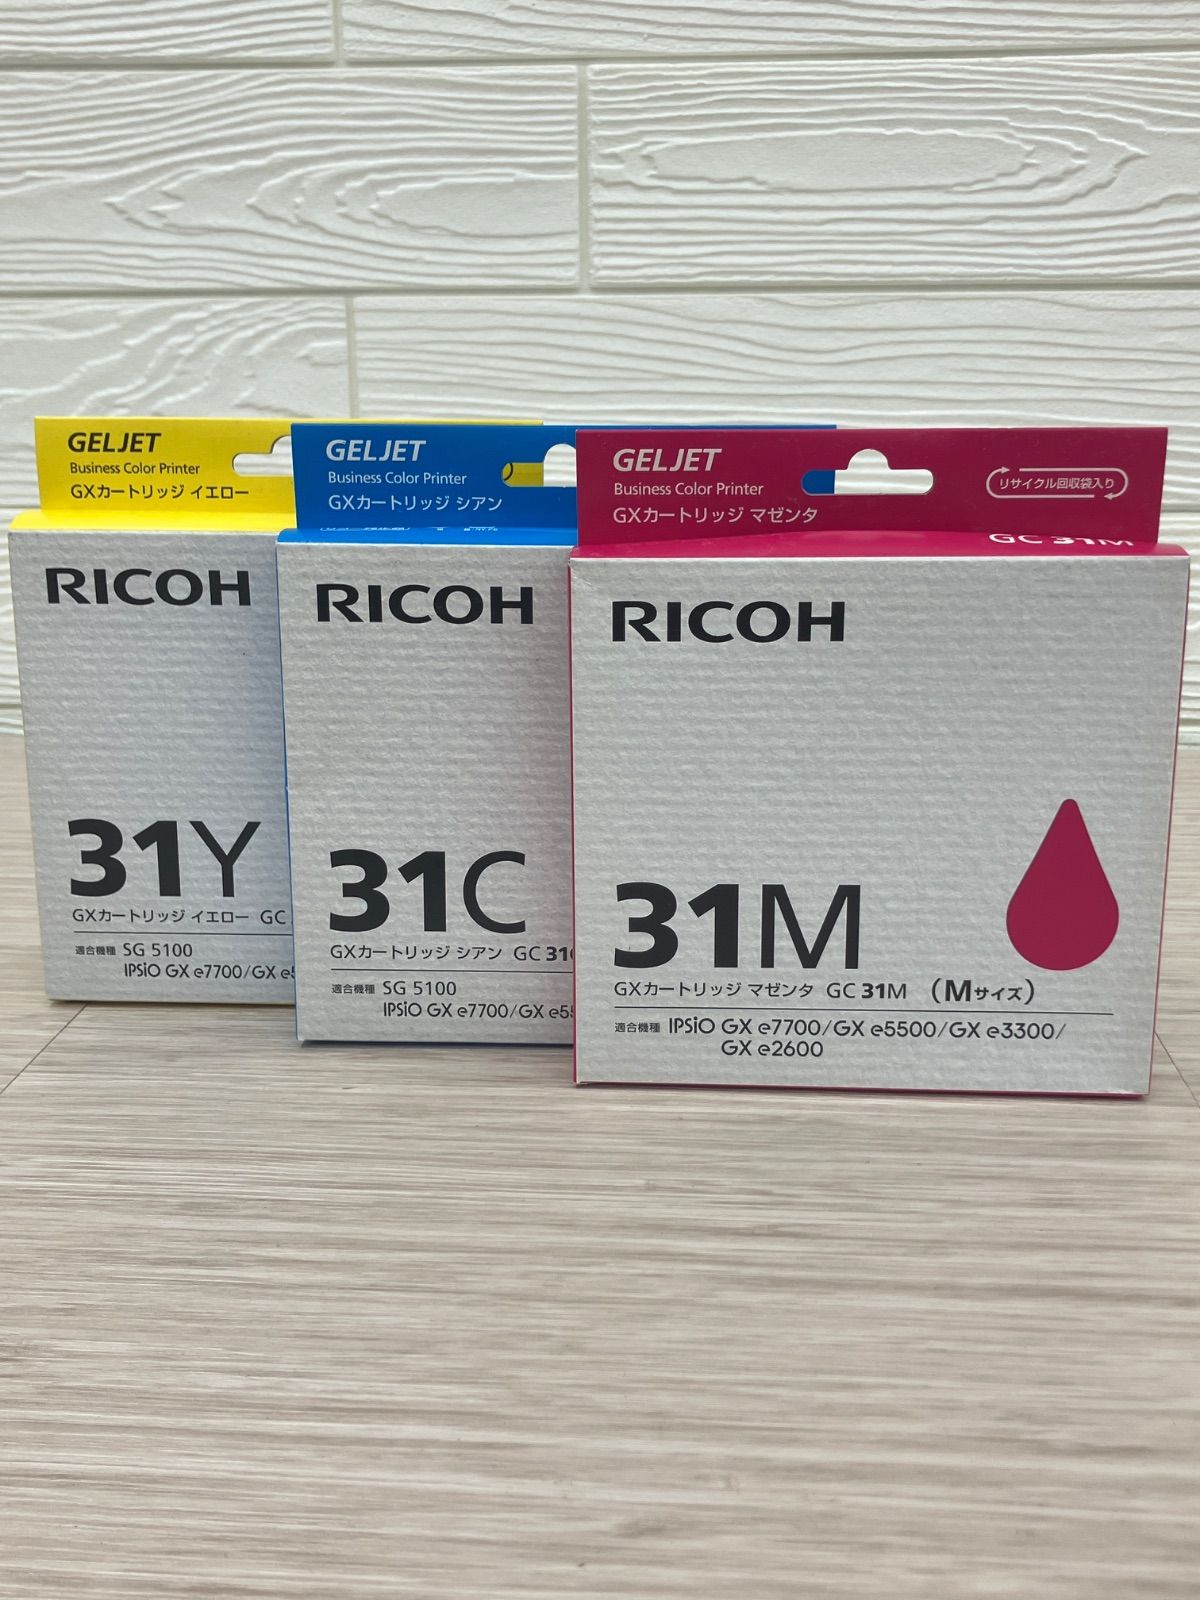 GELJET
Business Color Printer
GXカートリッジ イエロー
RICOH
31Y
GXカートリッジ イエロー GC
適合機種 SG 5100
IPSiO GX e7700/GX
GELJET
Business Color Printer
GXカートリッジ シアン
RICOH
31C
GXカートリッジ シアン GC 31
適合機種 SG 5100
IPSiO GX e7700/GX
GELJET
Business Color Printer
GXカートリッジ マゼンタ
リサイクル回収袋入り
GC 31M
RICOH
31M
GXカートリッジ マゼンタ GC 31M (Mサイズ)
適合機種 IPSiO GX e7700/GX e5500/GX e3300/
GX e2600